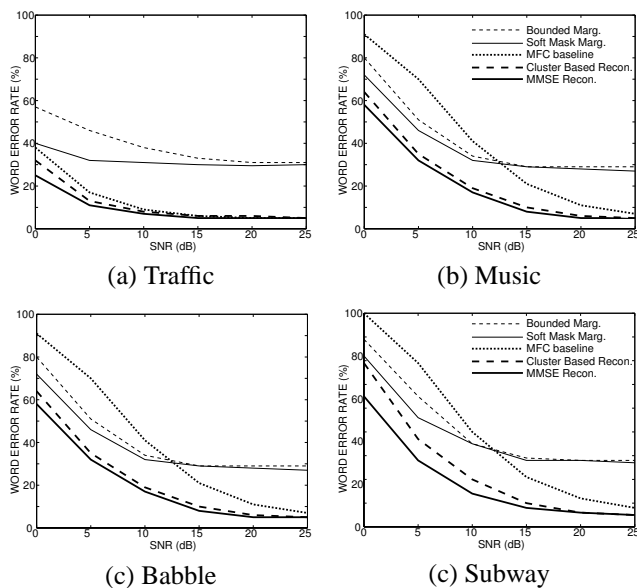 100
80
60
40
20
0
WORD ERROR RATE (%)
0 5 10 15 20 25
SNR (dB)
(a) Traffic
100
80
60
40
20
0
WORD ERROR RATE (%)
Bounded Marg.
Soft Mask Marg.
MFC baseline
Cluster Based Recon.
MMSE Recon.
0 5 10 15 20 25
SNR (dB)
(b) Music
100
80
60
40
20
0
WORD ERROR RATE (%)
0 5 10 15 20 25
SNR (dB)
(c) Babble
100
80
60
40
20
0
WORD ERROR RATE (%)
Bounded Marg.
Soft Mask Marg.
MFC baseline
Cluster Based Recon.
MMSE Recon.
0 5 10 15 20 25
SNR (dB)
(c) Subway